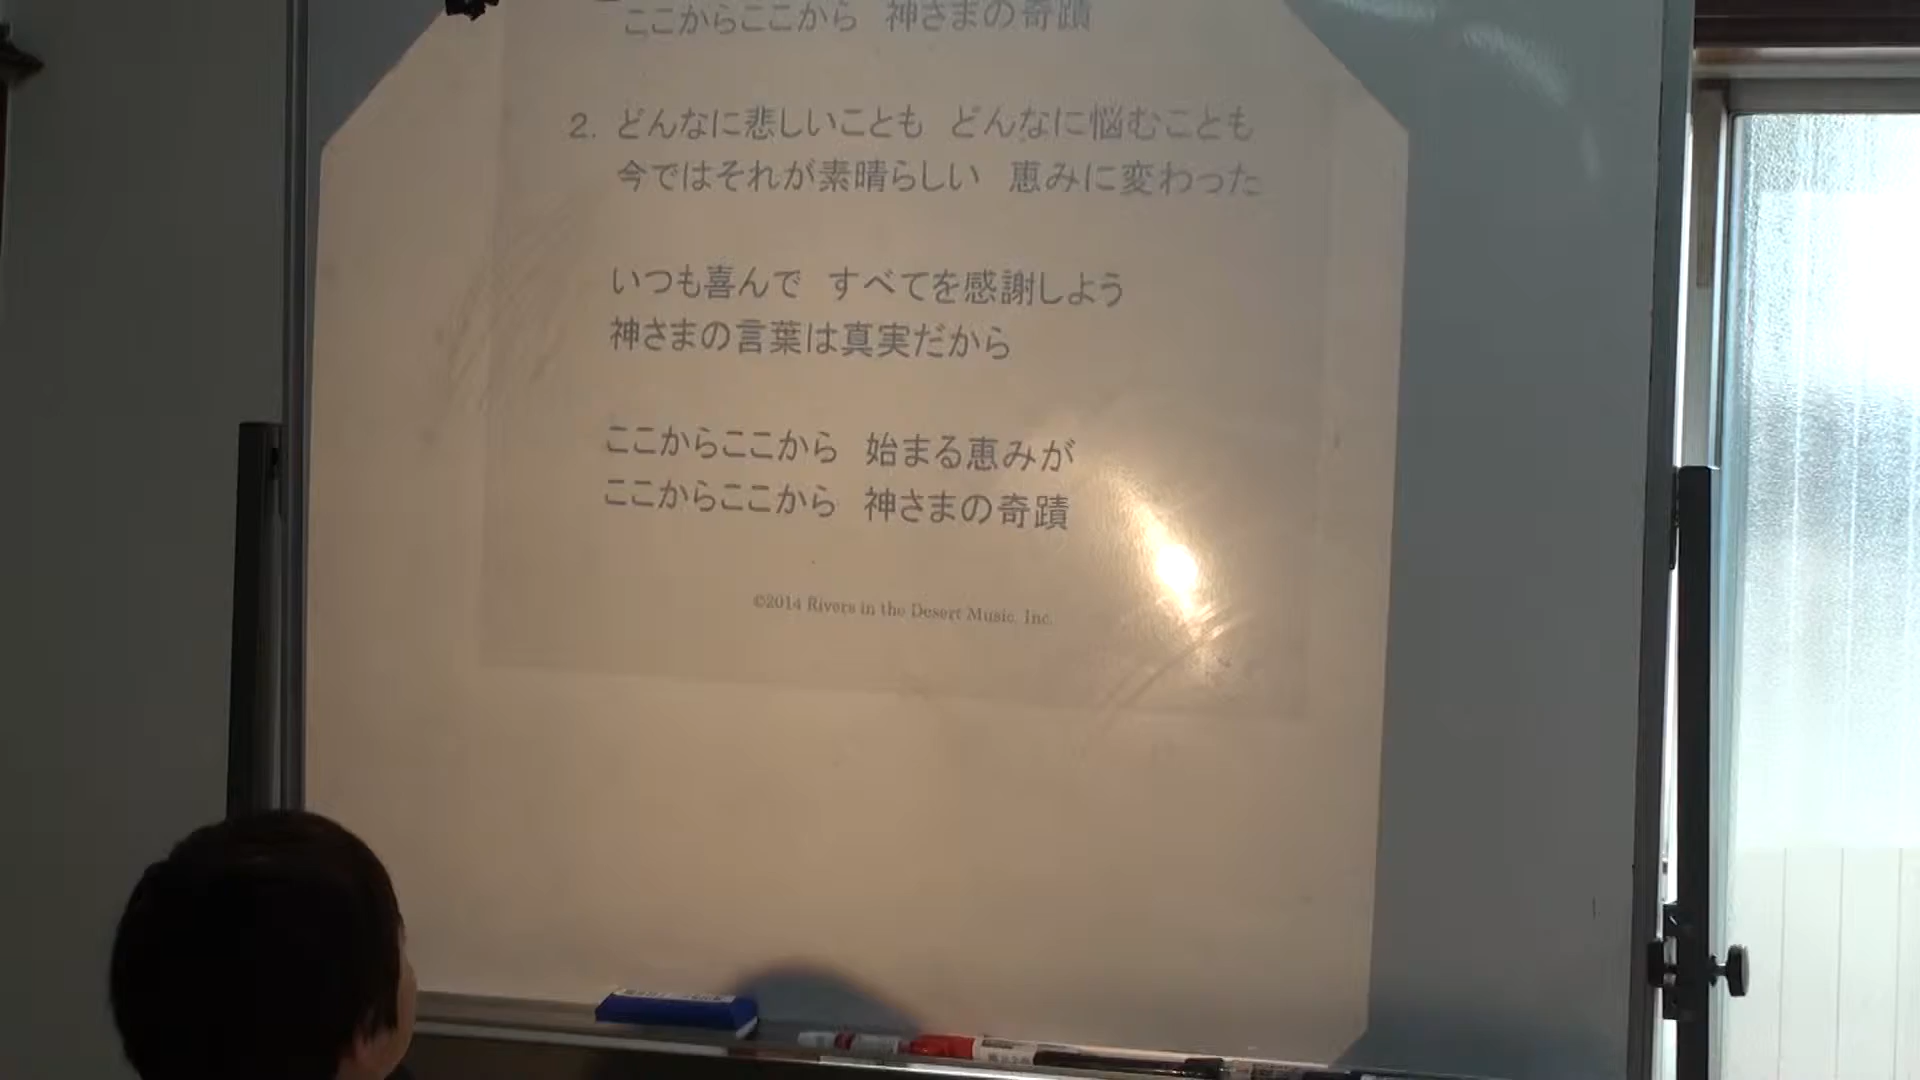 ここからここから 神さまの奇蹟
2. どんなに悲しいことも どんなに悩むことも
今ではそれが素晴らしい 恵みに変わった
いつも喜んで すべてを感謝しよう
神さまの言葉は真実だから
ここからここから 始まる恵みが
ここからここから 神さまの奇蹟
©2014 Rivers in the Desert Music, Inc.